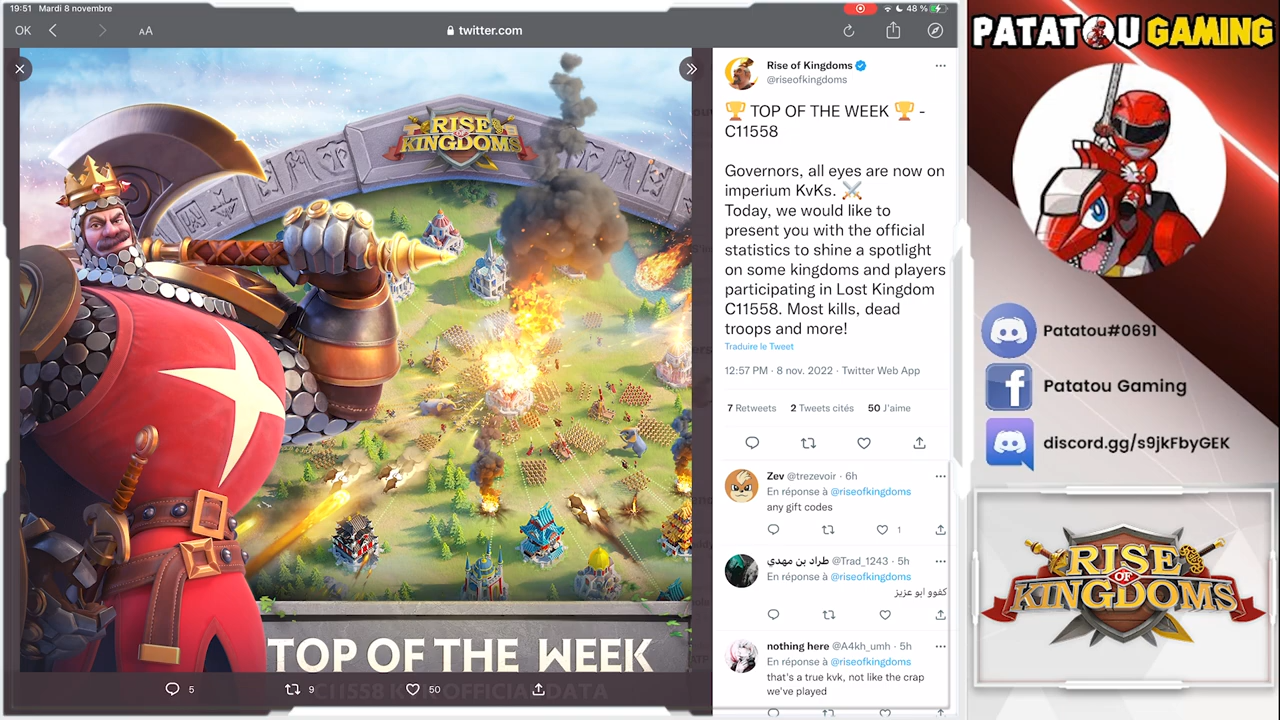 19:51 Mardi 8 novembre
48 %
OK
AA
twitter.com
RISE OF KINGDOMS
TOP OF THE WEEK
C11558 KVK OFFICIAL DATA
5
9
50
Rise of Kingdoms
@riseofkingdoms
🏆 TOP OF THE WEEK 🏆 -
C11558
Governors, all eyes are now on
imperium KvKs. ⚔️
Today, we would like to
present you with the official
statistics to shine a spotlight
on some kingdoms and players
participating in Lost Kingdom
C11558. Most kills, dead
troops and more!
Traduire le Tweet
12:57 PM · 8 nov. 2022 · Twitter Web App
7 Retweets 2 Tweets cités 50 J'aime
Zev @trezevoir · 6h
En réponse à @riseofkingdoms
any gift codes
1
طراد بن مهدي @Trad_1243 · 5h
En réponse à @riseofkingdoms
كفوو ابو عزيز
nothing here @A4kh_umh · 5h
En réponse à @riseofkingdoms
that's a true kvk, not like the crap
we've played
PATATOU GAMING
Patatou#0691
Patatou Gaming
discord.gg/s9jkFbyGEK
RISE OF KINGDOMS